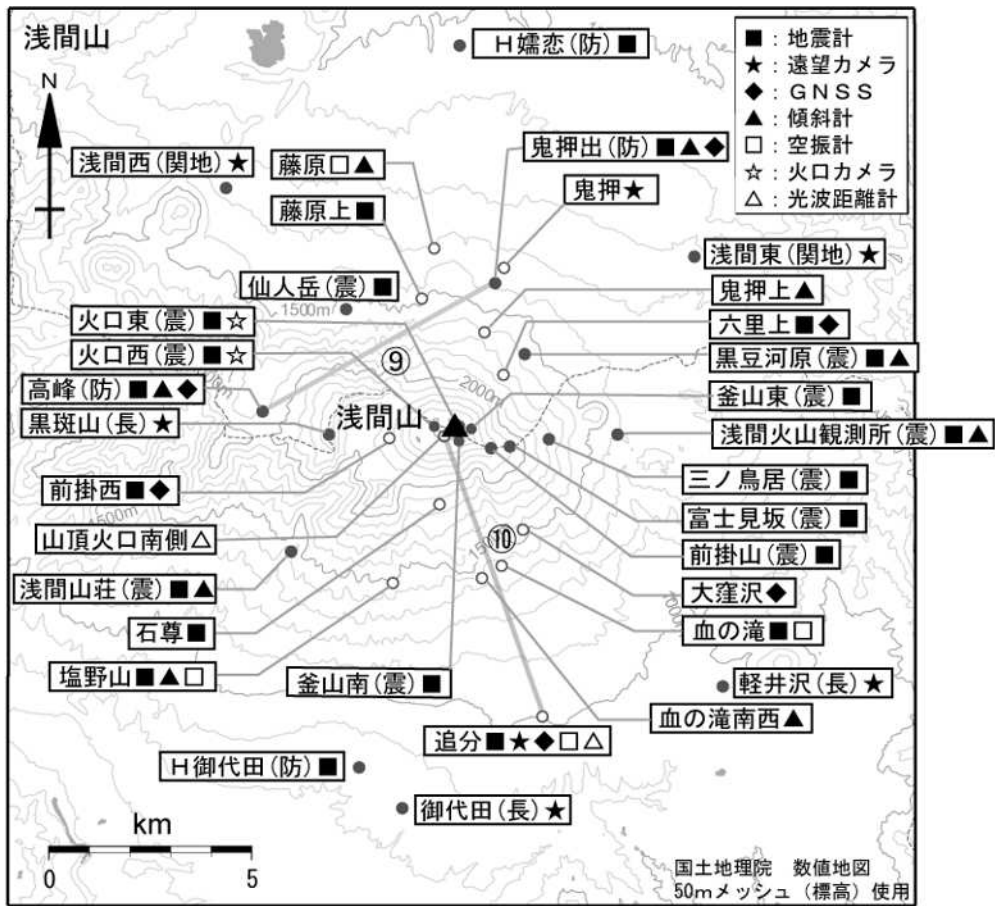 浅間山
N
H嬬恋(防)■
■:地震計
★:遠望カメラ
◆:GNSS
▲:傾斜計
□:空振計
☆:火口カメラ
△:光波距離計
浅間西(関地)★
藤原□▲
鬼押出(防)■▲◆
藤原上■
鬼押★
浅間東(関地)★
仙人岳(震)■
1500m
鬼押上▲
火口東(震)■☆
六里上■◆
火口西(震)■☆
⑨
黒豆河原(震)■▲
高峰(防)■▲◆
2000m
釜山東(震)■
黒斑山(長)★
浅間山
浅間火山観測所(震)■▲
前掛西■◆
三ノ鳥居(震)■
1500m
富士見坂(震)■
山頂火口南側△
⑩
前掛山(震)■
浅間山荘(震)■▲
大窪沢◆
石尊■
血の滝■□
塩野山■▲□
釜山南(震)■
軽井沢(長)★
血の滝南西▲
追分■★◆□△
H御代田(防)■
御代田(長)★
km
0 5
国土地理院 数値地図
50mメッシュ(標高)使用